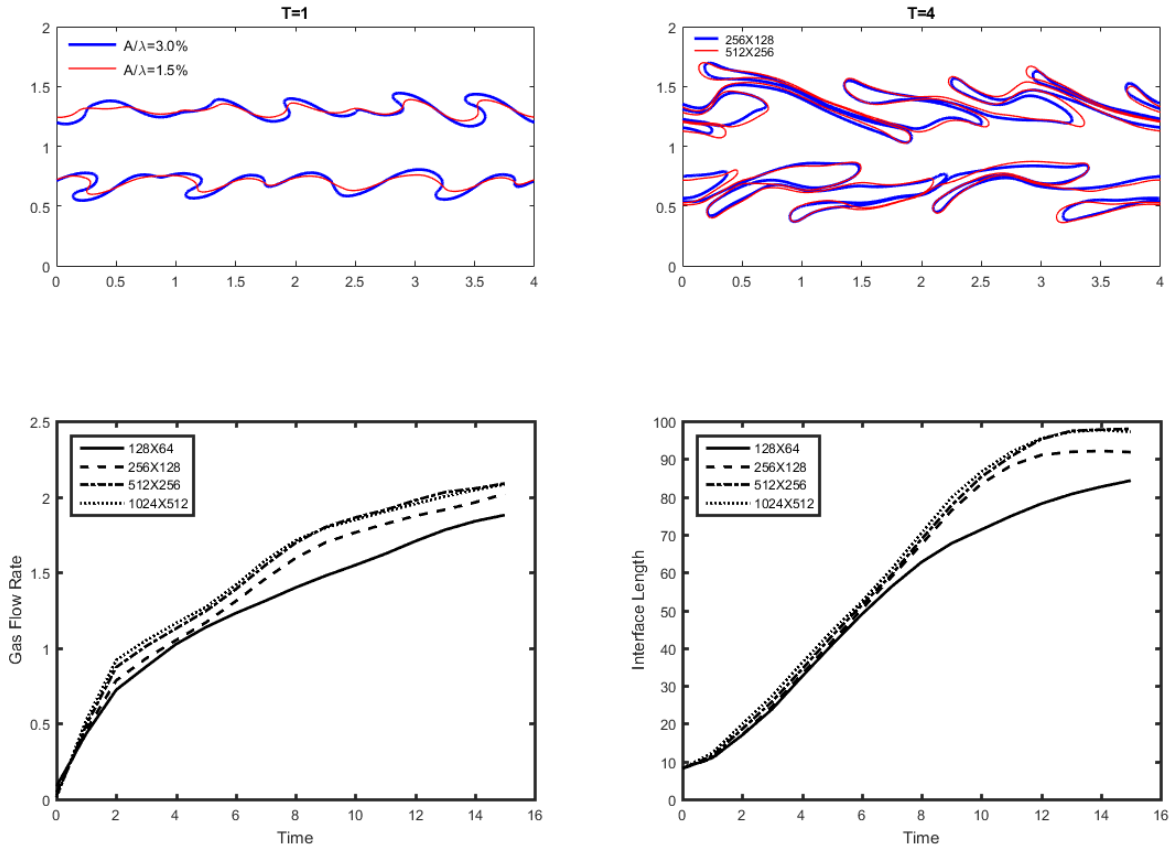 T=1
2
1.5
1
0.5
0
A/λ=3.0%
A/λ=1.5%
0 0.5 1 1.5 2 2.5 3 3.5 4
T=4
2
1.5
1
0.5
0
256X128
512X256
0 0.5 1 1.5 2 2.5 3 3.5 4
Gas Flow Rate
2.5
2
1.5
1
0.5
0
128X64
256X128
512X256
1024X512
0 2 4 6 8 10 12 14 16
Time
Interface Length
100
90
80
70
60
50
40
30
20
10
0
128X64
256X128
512X256
1024X512
0 2 4 6 8 10 12 14 16
Time